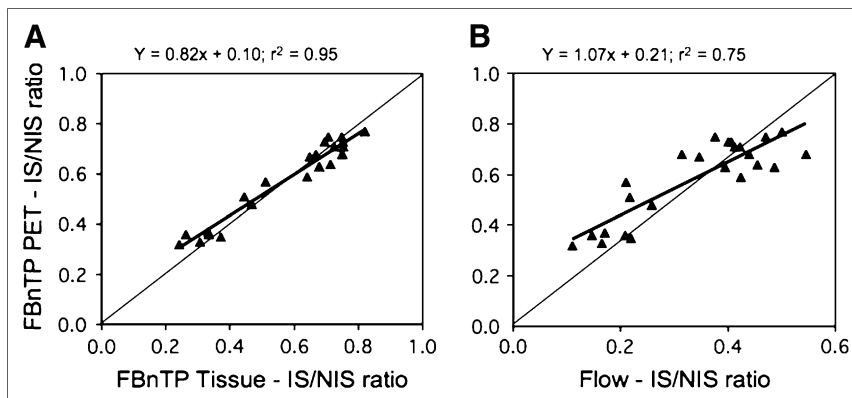 A
Y = 0.82x + 0.10; r² = 0.95
FBnTP PET - IS/NIS ratio
1.0
0.8
0.6
0.4
0.2
0.0
0.0 0.2 0.4 0.6 0.8 1.0
FBnTP Tissue - IS/NIS ratio
B
Y = 1.07x + 0.21; r² = 0.75
1.0
0.8
0.6
0.4
0.2
0.0
0.0 0.2 0.4 0.6
Flow - IS/NIS ratio